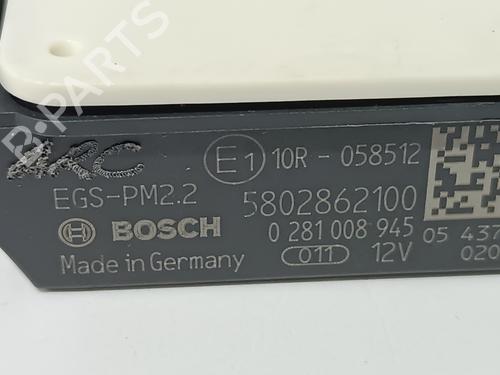 B-PARTS
ARC
E1 10R - 058512
EGS-PM2.2
5802862100
BOSCH
0 281 008 945
05 437
Made in Germany
011 12V
020